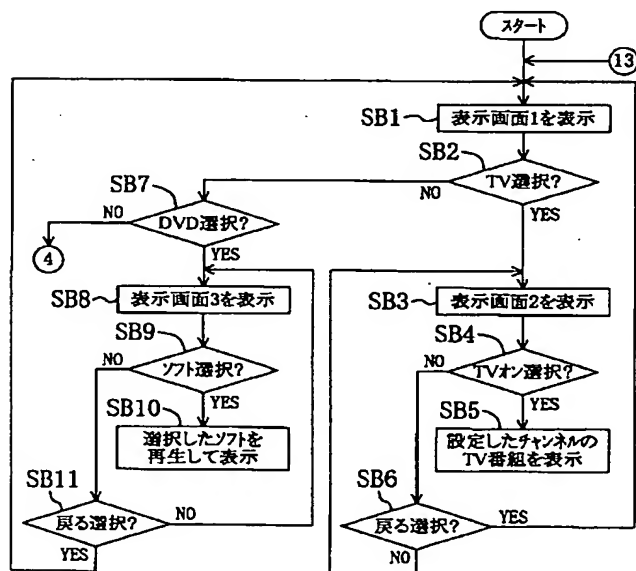 スタート
13
SB1
表示画面1を表示
SB2
TV選択?
NO
YES
SB7
DVD選択?
NO
YES
4
SB8
表示画面3を表示
SB3
表示画面2を表示
SB9
ソフト選択?
NO
YES
SB4
TVオン選択?
NO
YES
SB10
選択したソフトを
再生して表示
SB5
設定したチャンネルの
TV番組を表示
SB11
戻る選択?
NO
YES
SB6
戻る選択?
YES
NO